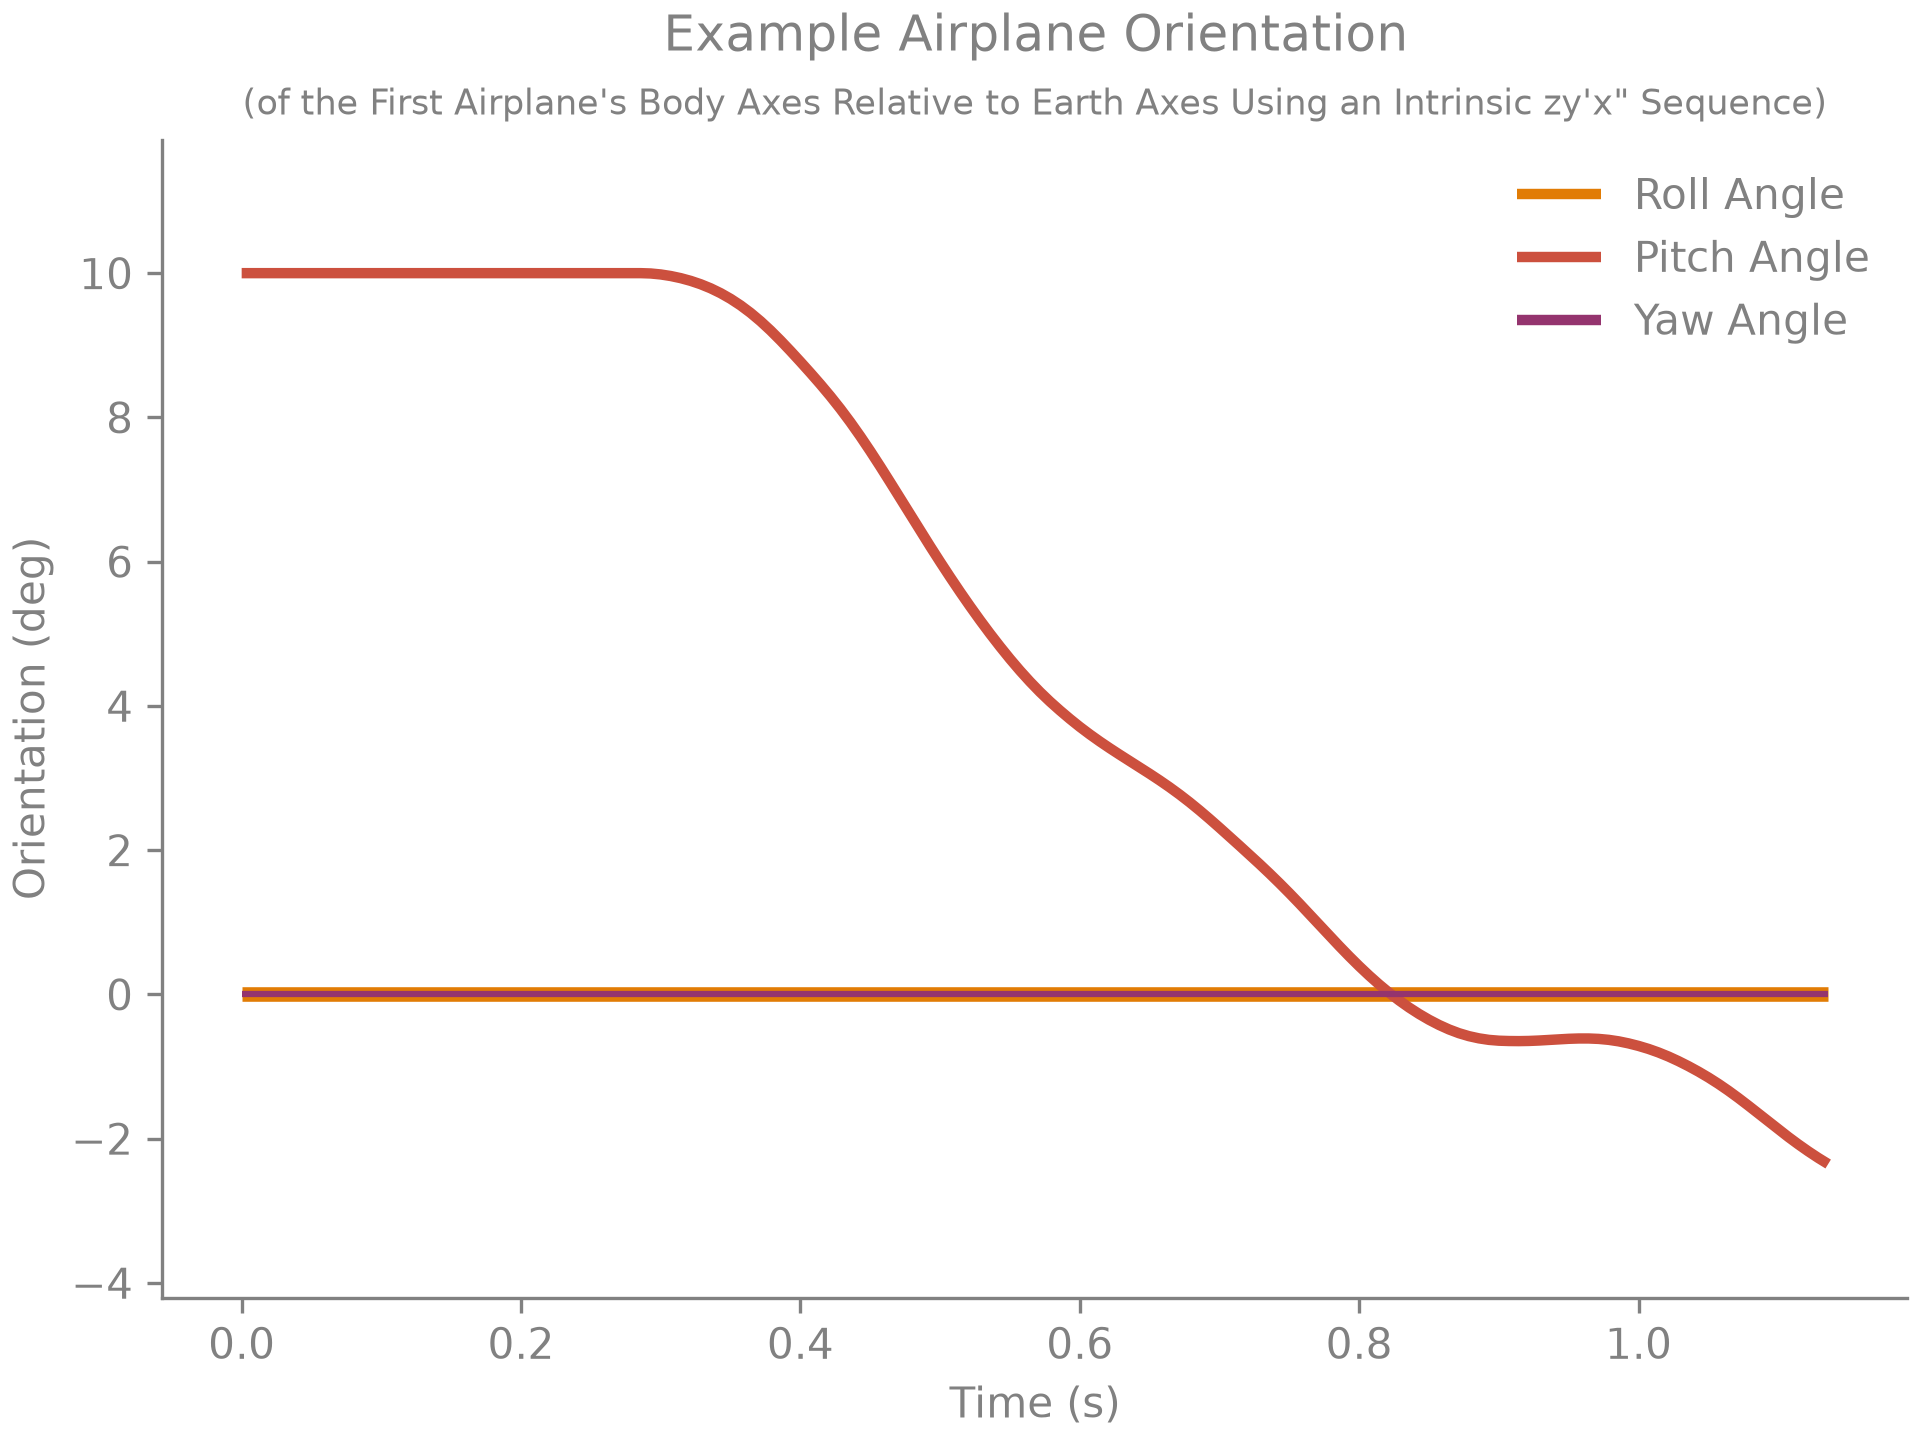 Example Airplane Orientation
(of the First Airplane's Body Axes Relative to Earth Axes Using an Intrinsic zy'x" Sequence)
Roll Angle
Pitch Angle
Yaw Angle
Orientation (deg)
10
8
6
4
2
0
−2
−4
0.0 0.2 0.4 0.6 0.8 1.0
Time (s)